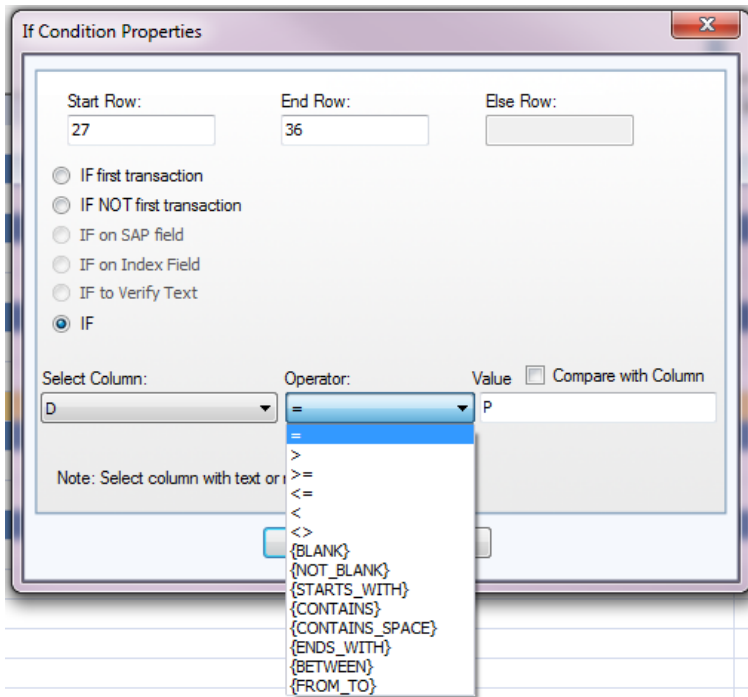 If Condition Properties
Start Row: End Row: Else Row:
27 36
IF first transaction
IF NOT first transaction
IF on SAP field
IF on Index Field
IF to Verify Text
IF
Select Column: Operator: Value Compare with Column
D = P
=
>
Note: Select column with text or
>=
<=
<
<>
{BLANK}
{NOT_BLANK}
{STARTS_WITH}
{CONTAINS}
{CONTAINS_SPACE}
{ENDS_WITH}
{BETWEEN}
{FROM_TO}